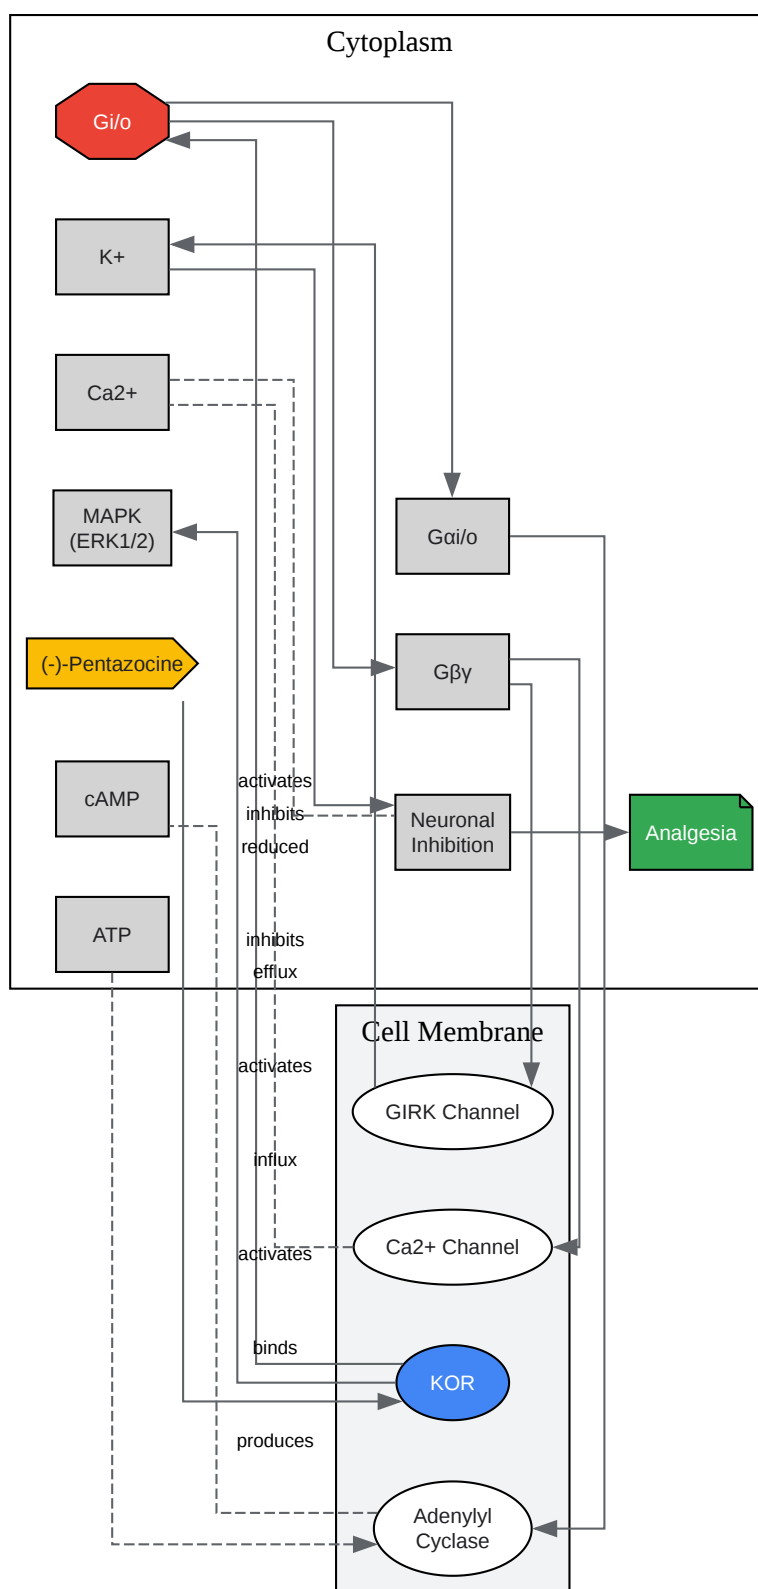 Cytoplasm
Gi/o
K+
Ca2+
MAPK
(ERK1/2)
Gαi/o
(-)-Pentazocine
Gβγ
cAMP
activates
inhibits
reduced
Neuronal
Inhibition
Analgesia
ATP
inhibits
efflux
Cell Membrane
activates
GIRK Channel
influx
Ca2+ Channel
activates
binds
KOR
produces
Adenylyl
Cyclase